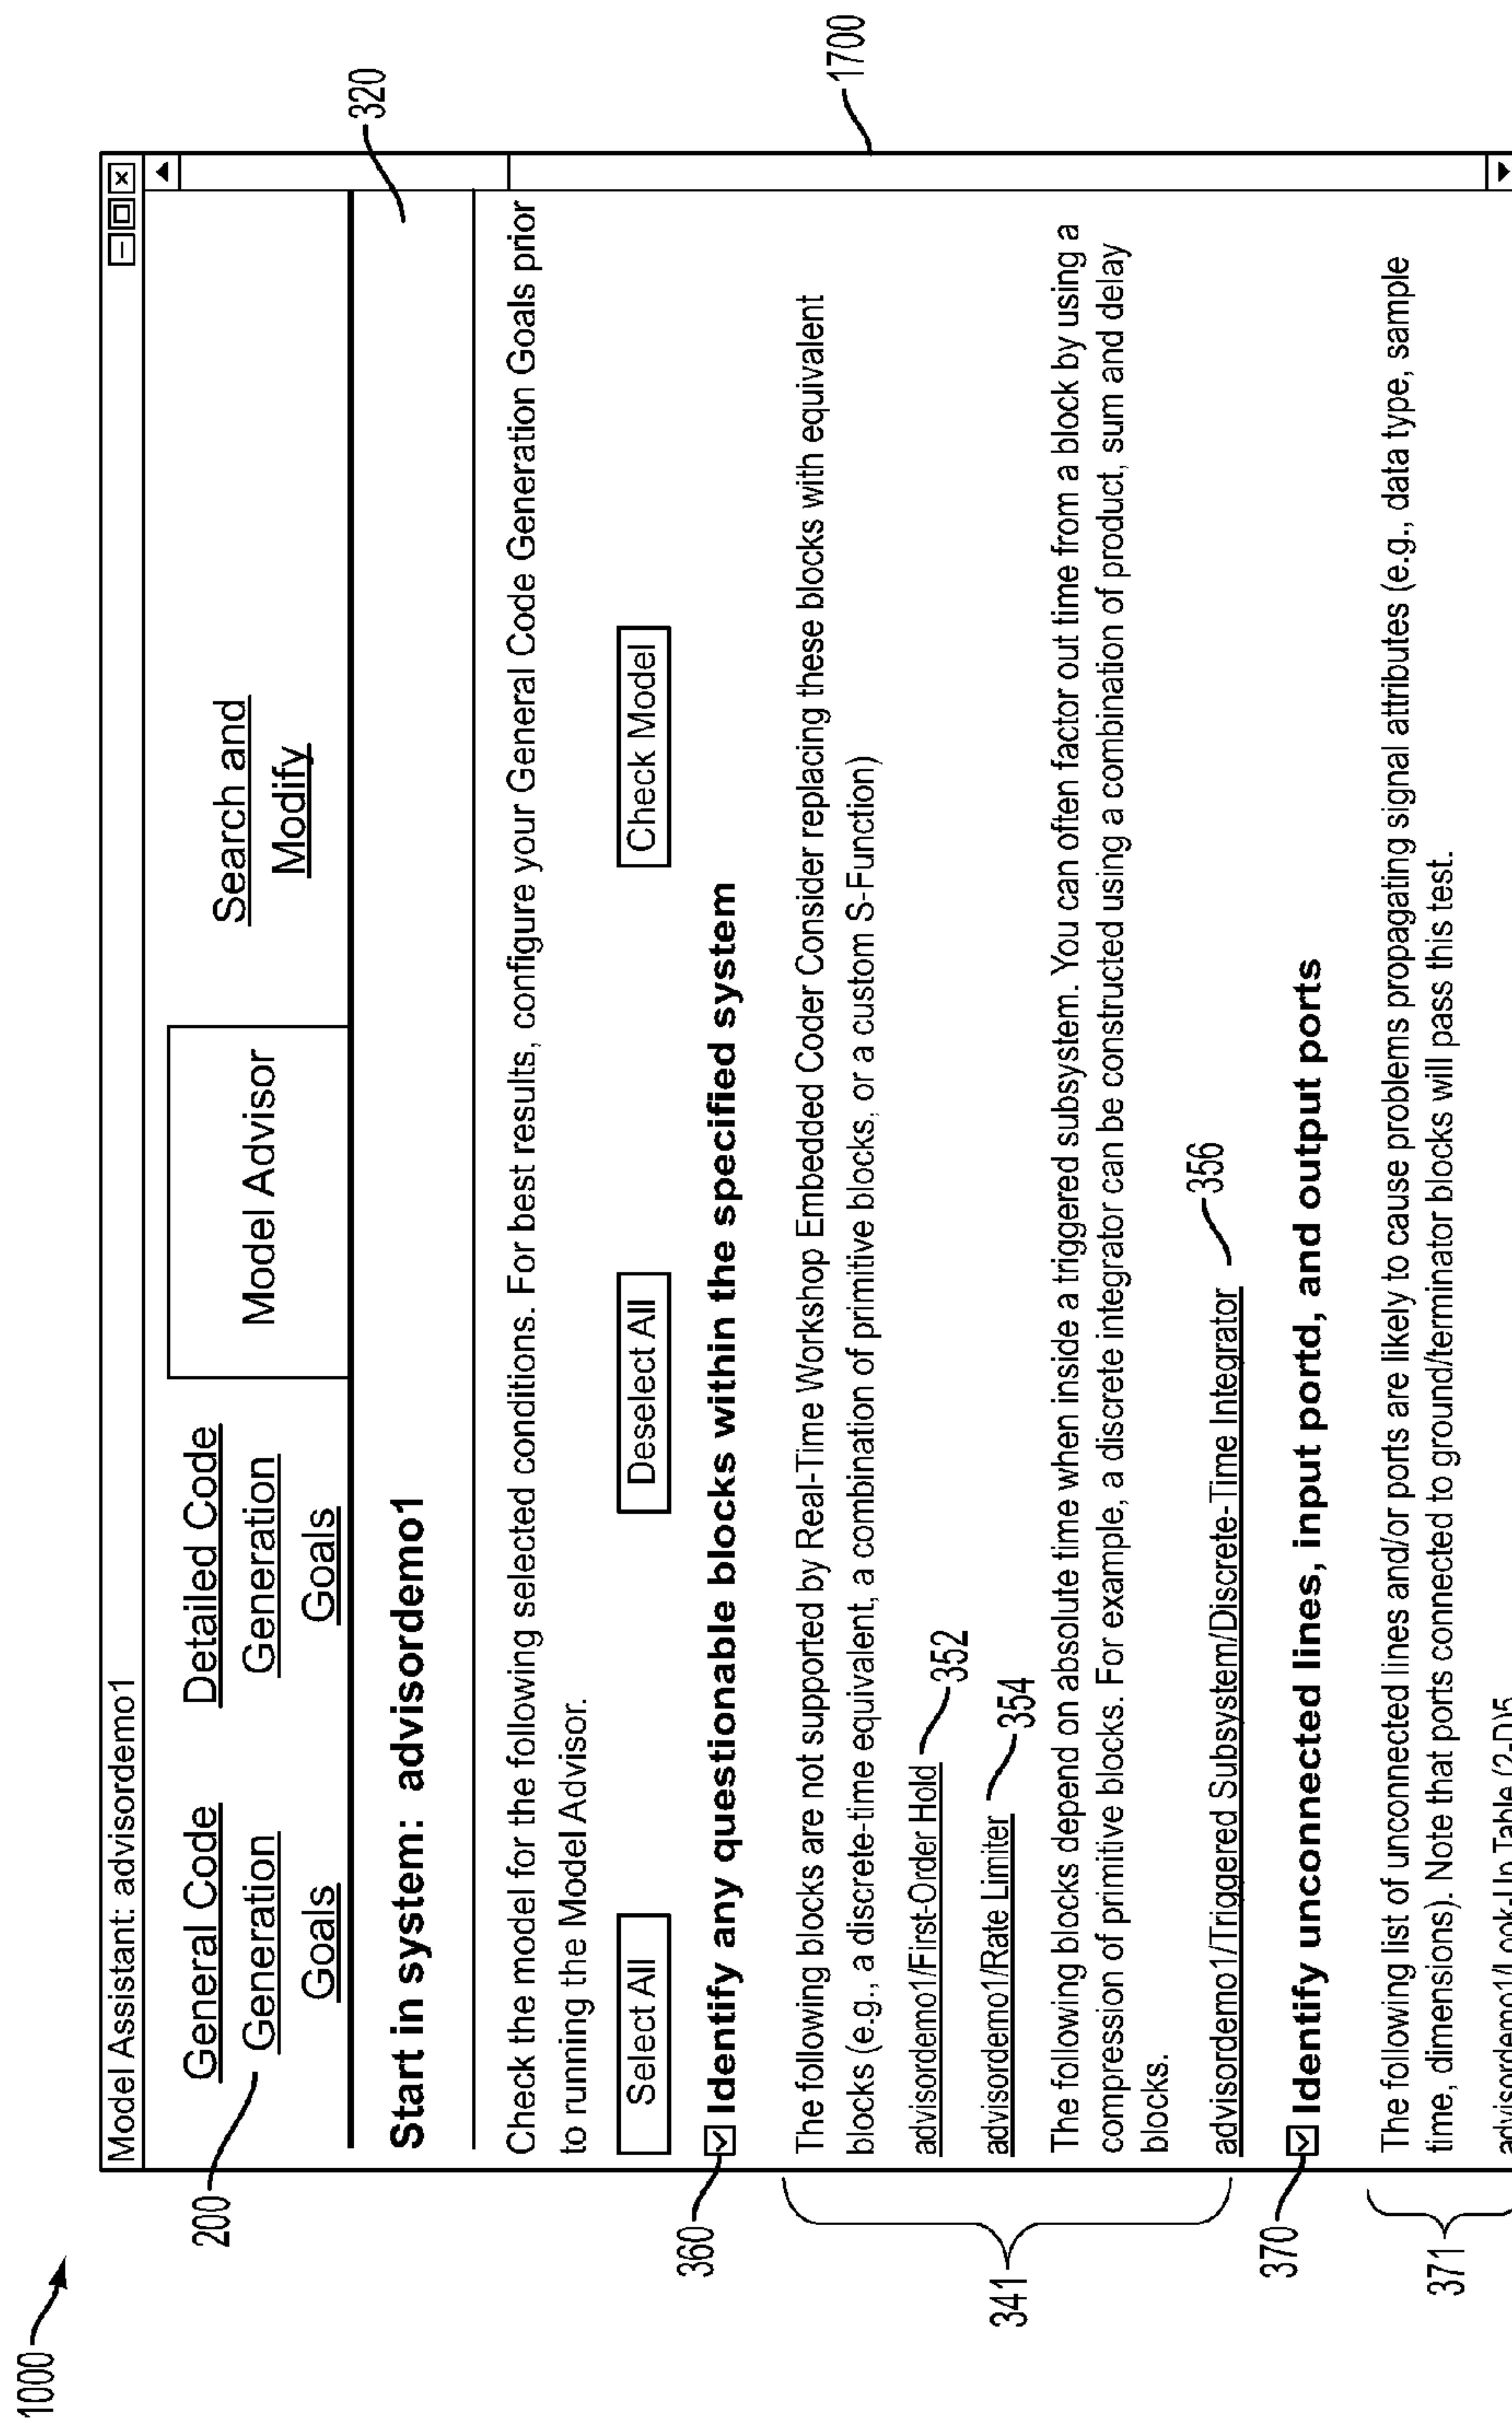 1000
Model Assistant: advisordemo1
200
General Code
Generation
Goals
Detailed Code
Generation
Goals
Model Advisor
Search and
Modify
320
Start in system: advisordemo1
Check the model for the following selected conditions. For best results, configure your General Code Generation Goals prior
to running the Model Advisor.
Select All
Deselect All
Check Model
1700
360
Identify any questionable blocks within the specified system
The following blocks are not supported by Real-Time Workshop Embedded Coder Consider replacing these blocks with equivalent
blocks (e.g., a discrete-time equivalent, a combination of primitive blocks, or a custom S-Function)
advisordemo1/First-Order Hold
352
advisordemo1/Rate Limiter
354
341
The following blocks depend on absolute time when inside a triggered subsystem. You can often factor out time from a block by using a
compression of primitive blocks. For example, a discrete integrator can be constructed using a combination of product, sum and delay
blocks.
advisordemo1/Triggered Subsystem/Discrete-Time Integrator
356
370
Identify unconnected lines, input portd, and output ports
371
The following list of unconnected lines and/or ports are likely to cause problems propagating signal attributes (e.g., data type, sample
time, dimensions). Note that ports connected to ground/terminator blocks will pass this test.
advisordemo1/Look-Up Table (2-D)5